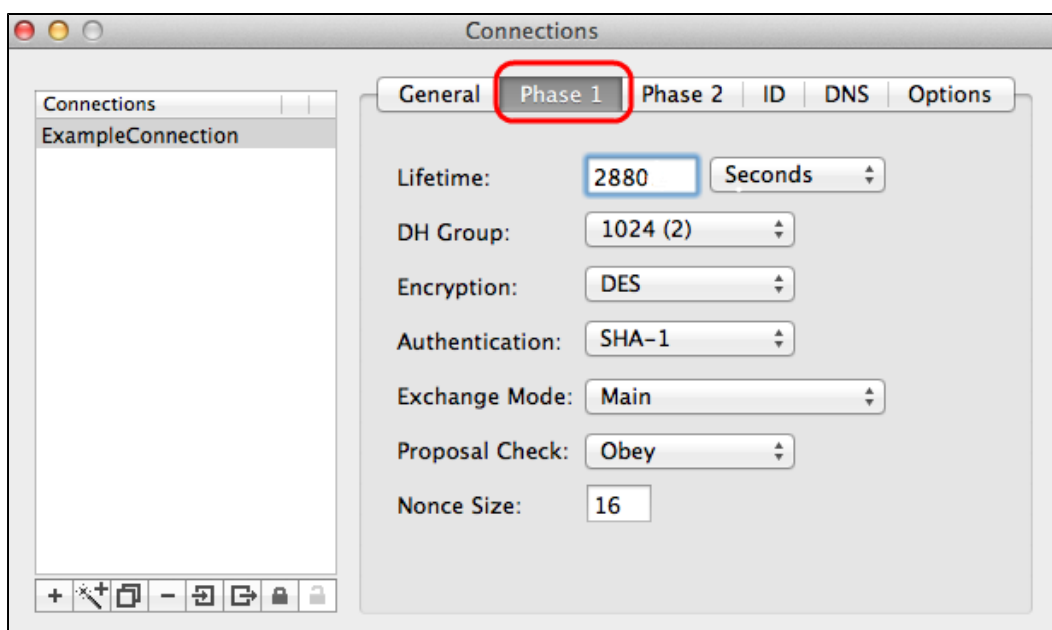 Connections
Connections
ExampleConnection
General Phase 1 Phase 2 ID DNS Options
Lifetime: 2880 Seconds
DH Group: 1024 (2)
Encryption: DES
Authentication: SHA-1
Exchange Mode: Main
Proposal Check: Obey
Nonce Size: 16